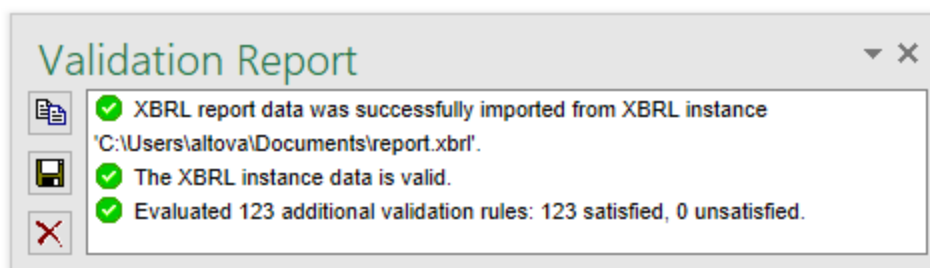 Validation Report
XBRL report data was successfully imported from XBRL instance
'C:\Users\altova\Documents\report.xbrl'.
The XBRL instance data is valid.
Evaluated 123 additional validation rules: 123 satisfied, 0 unsatisfied.